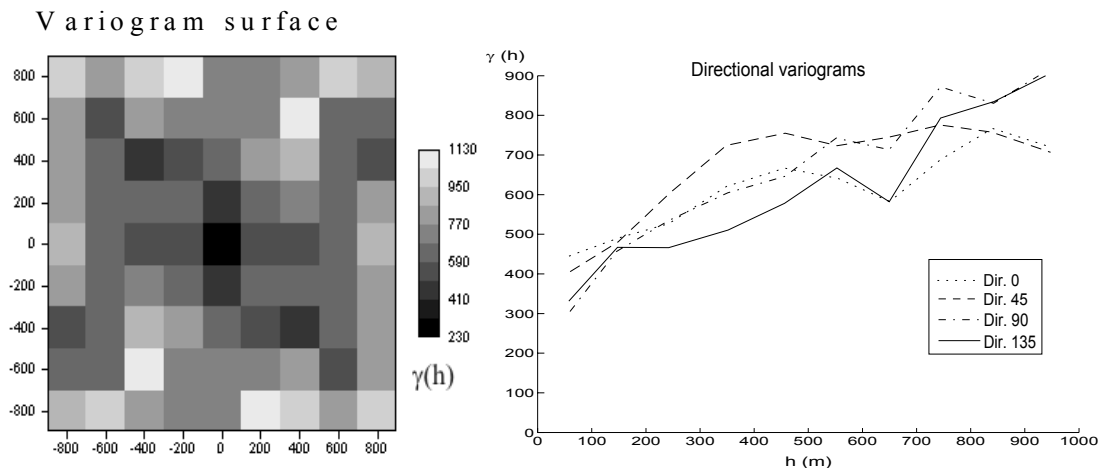 Variogram surface
800
600
400
200
0
-200
-400
-600
-800
-800 -600 -400 -200 0 200 400 600 800
1130
950
770
590
410
230
γ(h)
γ (h)
Directional variograms
900
800
700
600
500
400
300
200
100
0
0 100 200 300 400 500 600 700 800 900 1000
h (m)
Dir. 0
Dir. 45
Dir. 90
Dir. 135